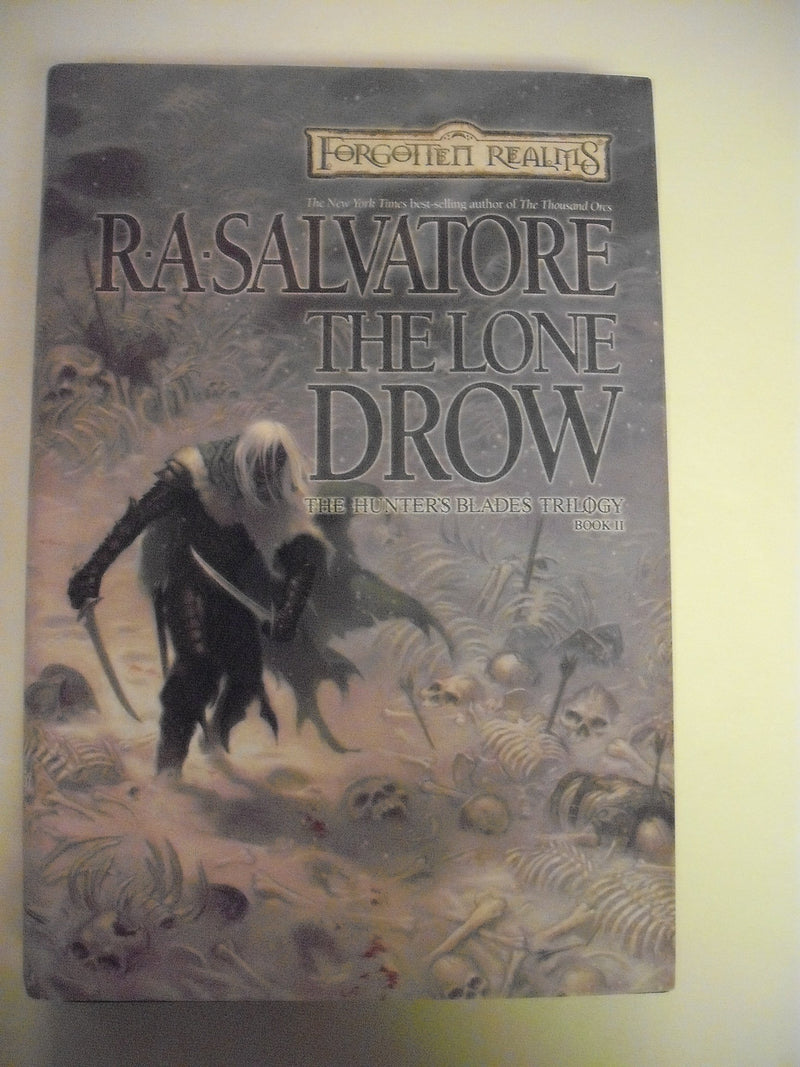 FORGOTTEN REALMS
The New York Times best-selling author of The Thousand Orcs
R·A·SALVATORE
THE LONE
DROW
THE HUNTER'S BLADES TRILOGY
BOOK II